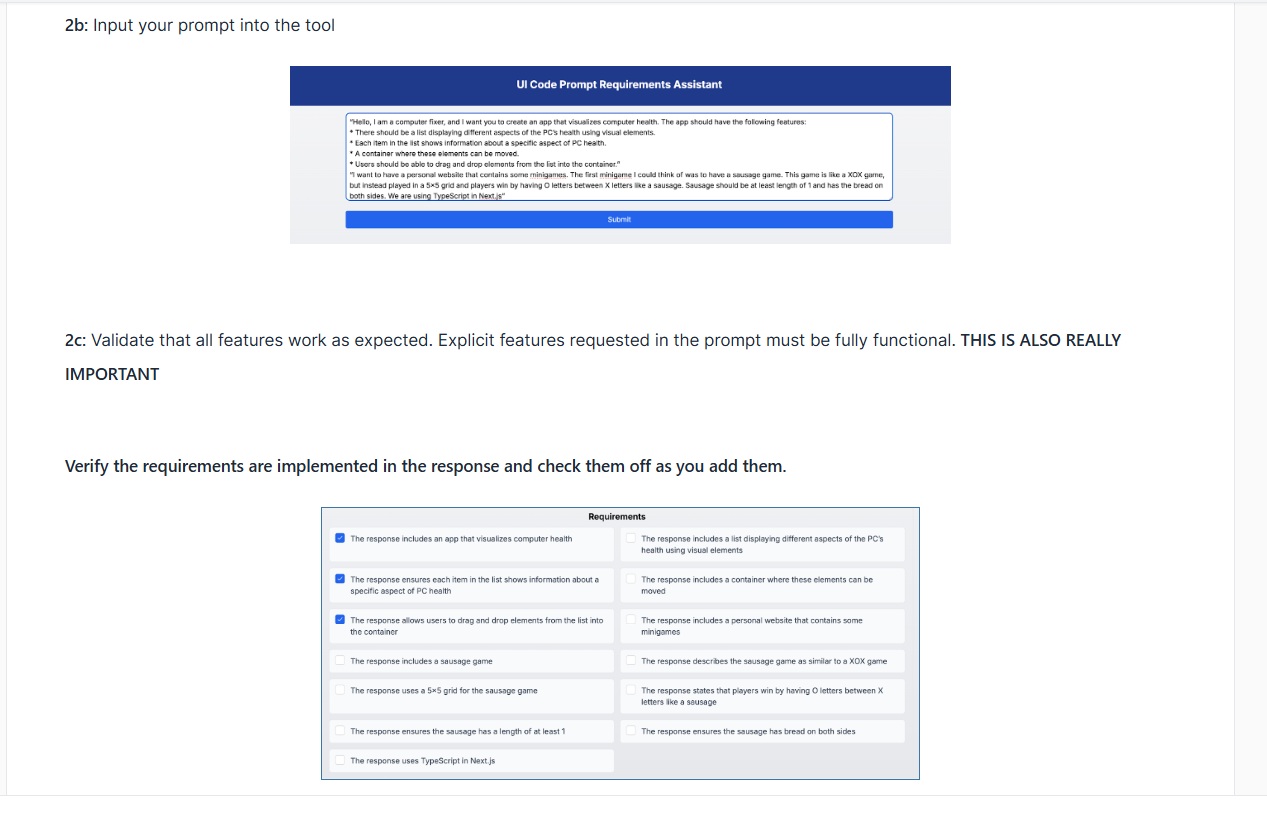 2b: Input your prompt into the tool
UI Code Prompt Requirements Assistant
"Hello, I am a computer fixer, and I want you to create an app that visualizes computer health. The app should have the following features:
* There should be a list displaying different aspects of the PC's health using visual elements.
* Each item in the list shows information about a specific aspect of PC health.
* A container where these elements can be moved.
* Users should be able to drag and drop elements from the list into the container."
"I want to have a personal website that contains some minigames. The first minigame I could think of was to have a sausage game. This game is like a XOX game,
but instead played in a 5×5 grid and players win by having O letters between X letters like a sausage. Sausage should be at least length of 1 and has the bread on
both sides. We are using TypeScript in Next.js"
Submit
2c: Validate that all features work as expected. Explicit features requested in the prompt must be fully functional. THIS IS ALSO REALLY
IMPORTANT
Verify the requirements are implemented in the response and check them off as you add them.
Requirements
The response includes an app that visualizes computer health
The response includes a list displaying different aspects of the PC's
health using visual elements
The response ensures each item in the list shows information about a
specific aspect of PC health
The response includes a container where these elements can be
moved
The response allows users to drag and drop elements from the list into
the container
The response includes a personal website that contains some
minigames
The response includes a sausage game
The response describes the sausage game as similar to a XOX game
The response uses a 5×5 grid for the sausage game
The response states that players win by having O letters between X
letters like a sausage
The response ensures the sausage has a length of at least 1
The response ensures the sausage has bread on both sides
The response uses TypeScript in Next.js